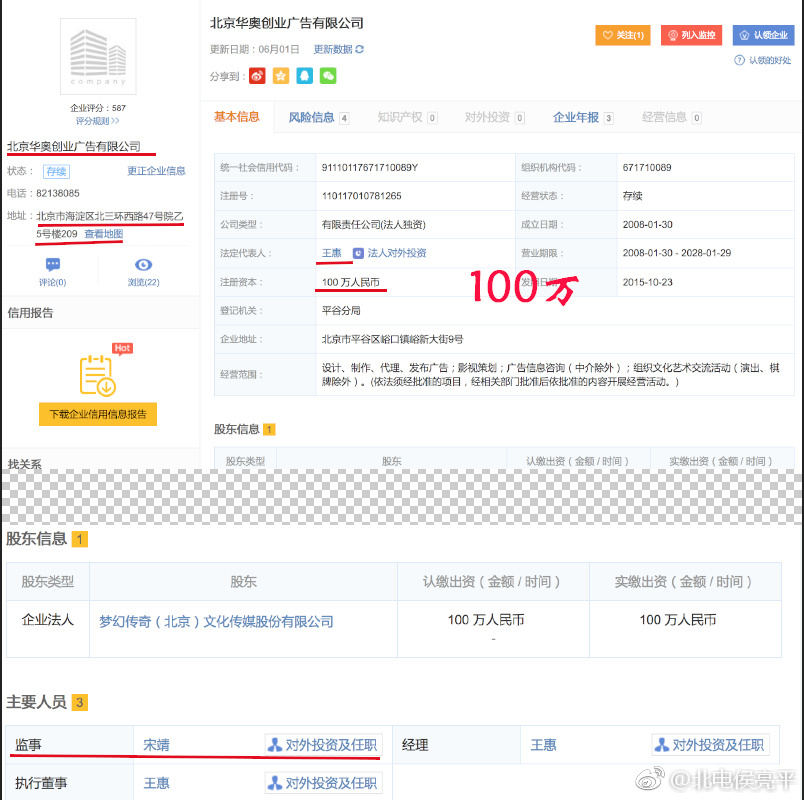 company
企业评分：587
评分规则>>
北京华奥创业广告有限公司
状态： 存续 更正企业信息
电话：82138085
地址：北京市海淀区北三环西路47号院乙
5号楼209 查看地图
评论(0) 浏览(22)
信用报告
Hot
下载企业信用信息报告
找关系
北京华奥创业广告有限公司
更新日期：06月01日 更新数据
分享到：
关注(1) 列入监控 认领企业
? 认领的好处
基本信息 风险信息 4 知识产权 0 对外投资 0 企业年报 3 经营信息 0
统一社会信用代码： 91110117671710089Y 组织机构代码： 671710089
注册号： 110117010781265 经营状态： 存续
公司类型： 有限责任公司(法人独资) 成立日期： 2008-01-30
法定代表人： 王惠 法人对外投资 营业期限： 2008-01-30 - 2028-01-29
注册资本： 100 万人民币 发照日期： 2015-10-23
100万
登记机关： 平谷分局
企业地址： 北京市平谷区峪口镇峪新大街9号
经营范围： 设计、制作、代理、发布广告；影视策划；广告信息咨询（中介除外）；组织文化艺术交流活动（演出、棋
牌除外）。(依法须经批准的项目，经相关部门批准后依批准的内容开展经营活动。)
股东信息 1
股东类型 股东 认缴出资（金额 / 时间） 实缴出资（金额 / 时间）
股东信息 1
股东类型 股东 认缴出资（金额 / 时间） 实缴出资（金额 / 时间）
企业法人 梦幻传奇（北京）文化传媒股份有限公司 100 万人民币 100 万人民币
-
主要人员 3
监事 宋靖 对外投资及任职 经理 王惠 对外投资及任职
执行董事 王惠 对外投资及任职
@北电侯亮平